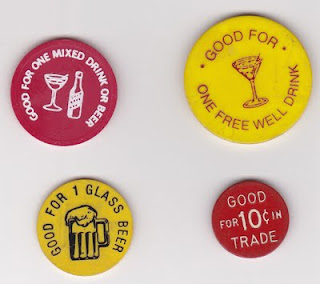 GOOD FOR ONE MIXED DRINK OR BEER
• GOOD FOR •
ONE FREE WELL DRINK
GOOD FOR 1 GLASS BEER
GOOD
FOR 10¢ IN
TRADE